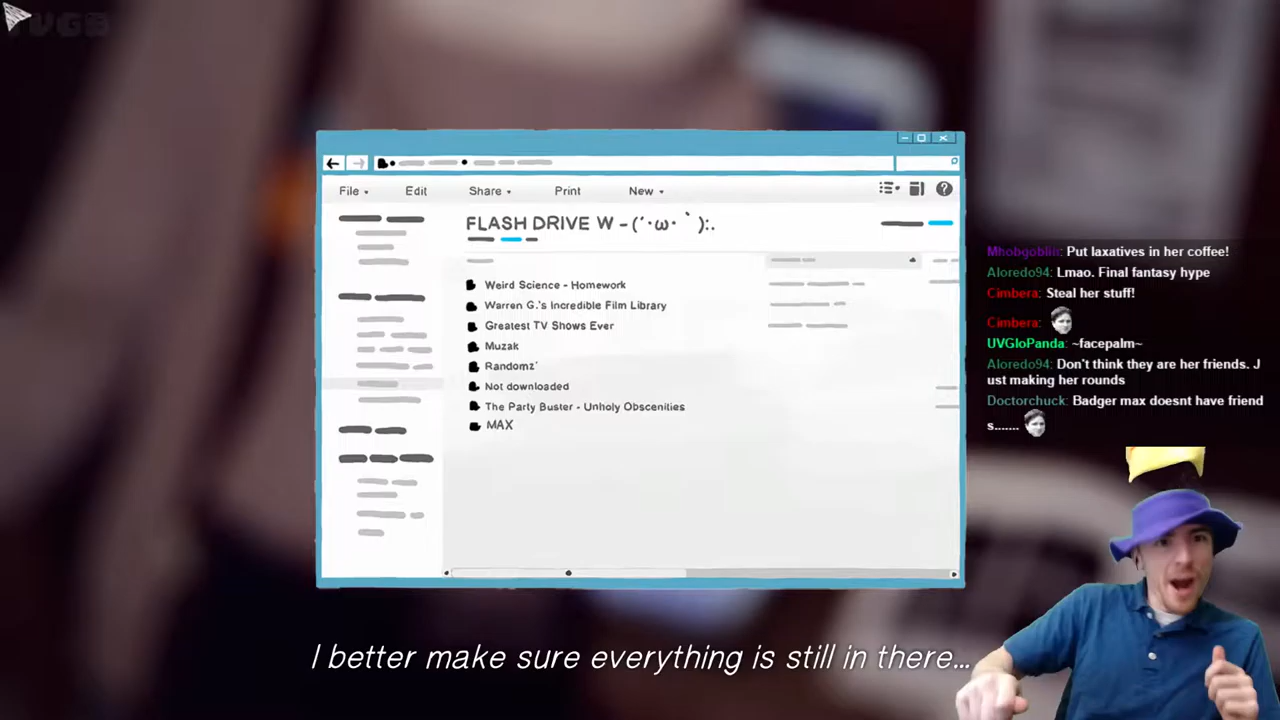 UVGB
File Edit Share Print New
FLASH DRIVE W -(´･ω･`):.
Weird Science - Homework
Warren G.'s Incredible Film Library
Greatest TV Shows Ever
Muzak
Randomz'
Not downloaded
The Party Buster - Unholy Obscenities
MAX
Mhobgoblin: Put laxatives in her coffee!
Aloredo94: Lmao. Final fantasy hype
Cimbera: Steal her stuff!
Cimbera:
UVGloPanda: ~facepalm~
Aloredo94: Don't think they are her friends. J
ust making her rounds
Doctorchuck: Badger max doesnt have friend
s.......
I better make sure everything is still in there...